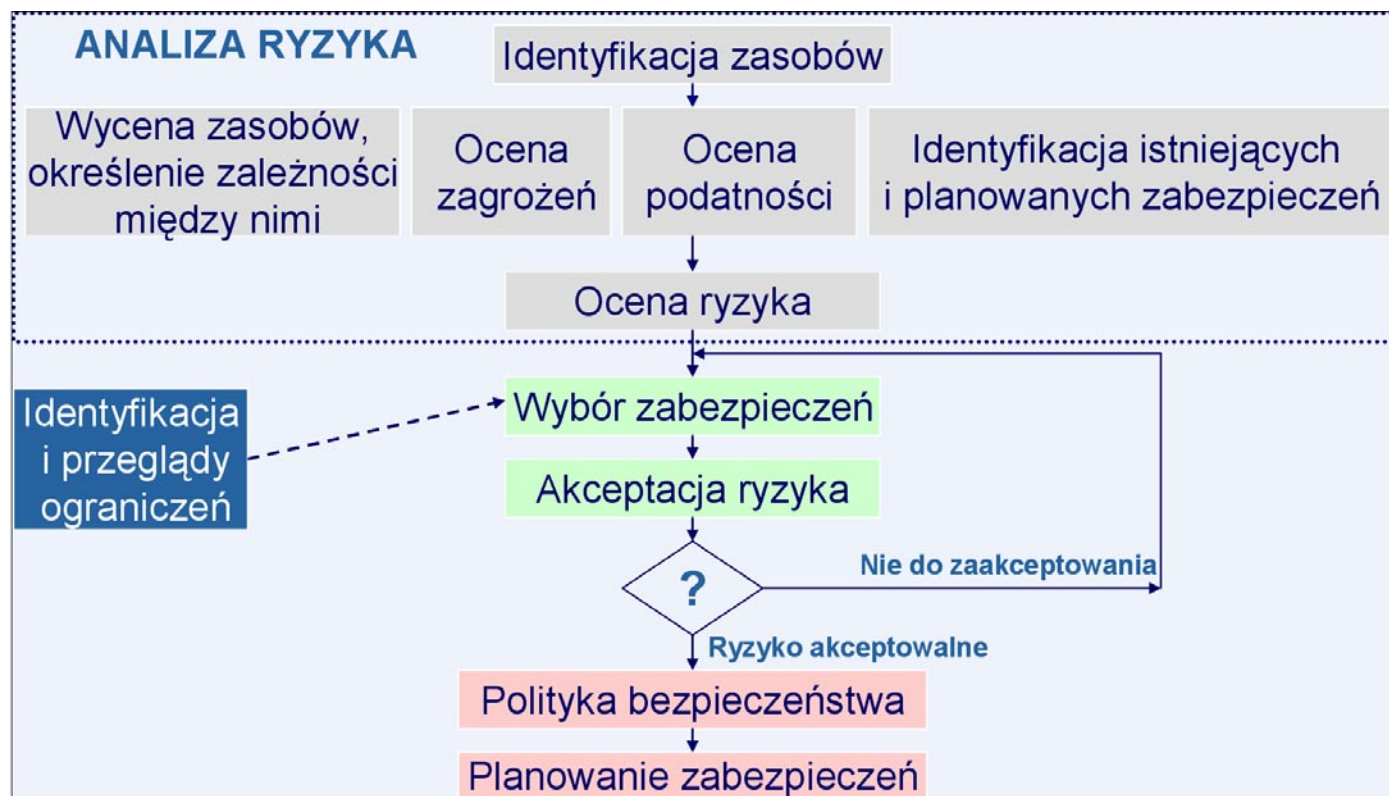 ANALIZA RYZYKA
Identyfikacja zasobów
Wycena zasobów,
określenie zależności
między nimi
Ocena
zagrożeń
Ocena
podatności
Identyfikacja istniejących
i planowanych zabezpieczeń
Ocena ryzyka
Identyfikacja
i przeglądy
ograniczeń
Wybór zabezpieczeń
Akceptacja ryzyka
?
Nie do zaakceptowania
Ryzyko akceptowalne
Polityka bezpieczeństwa
Planowanie zabezpieczeń